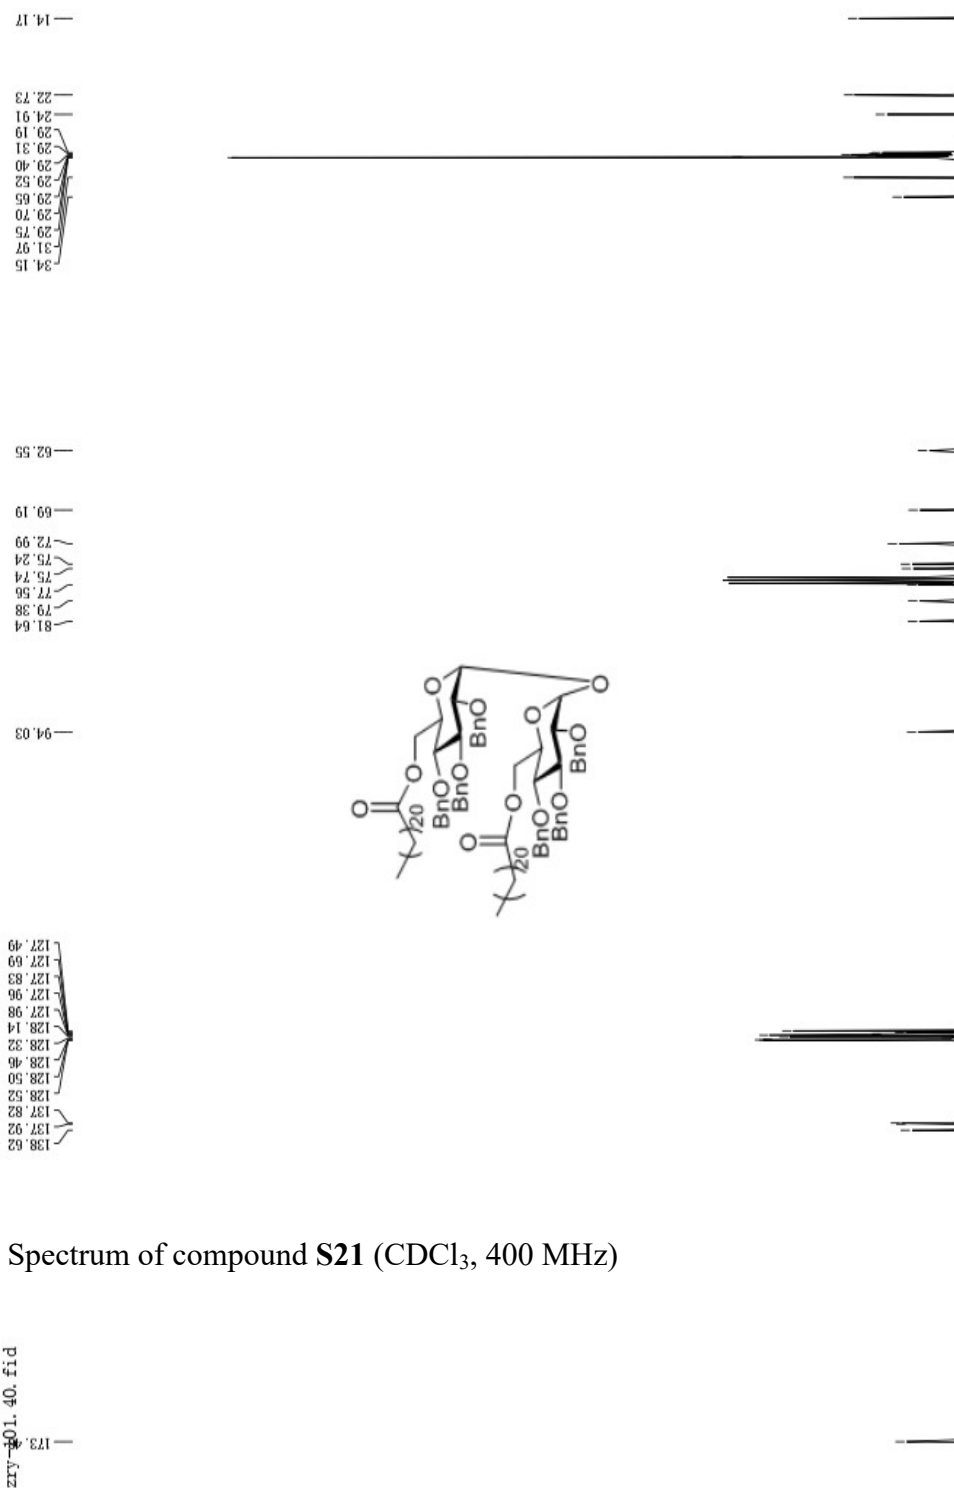 14.17
22.73
24.91
29.19
29.31
29.40
29.52
29.65
29.70
29.75
31.97
34.15
62.55
69.19
72.99
75.24
75.74
77.56
79.38
81.64
94.03
O
O
O
O
O
O
O
O
BnO
BnO
BnO
BnO
BnO
BnO
20
20
127.49
127.69
127.83
127.96
127.98
128.14
128.32
128.46
128.50
128.52
137.82
137.92
138.62
Spectrum of compound S21 (CDCl₃, 400 MHz)